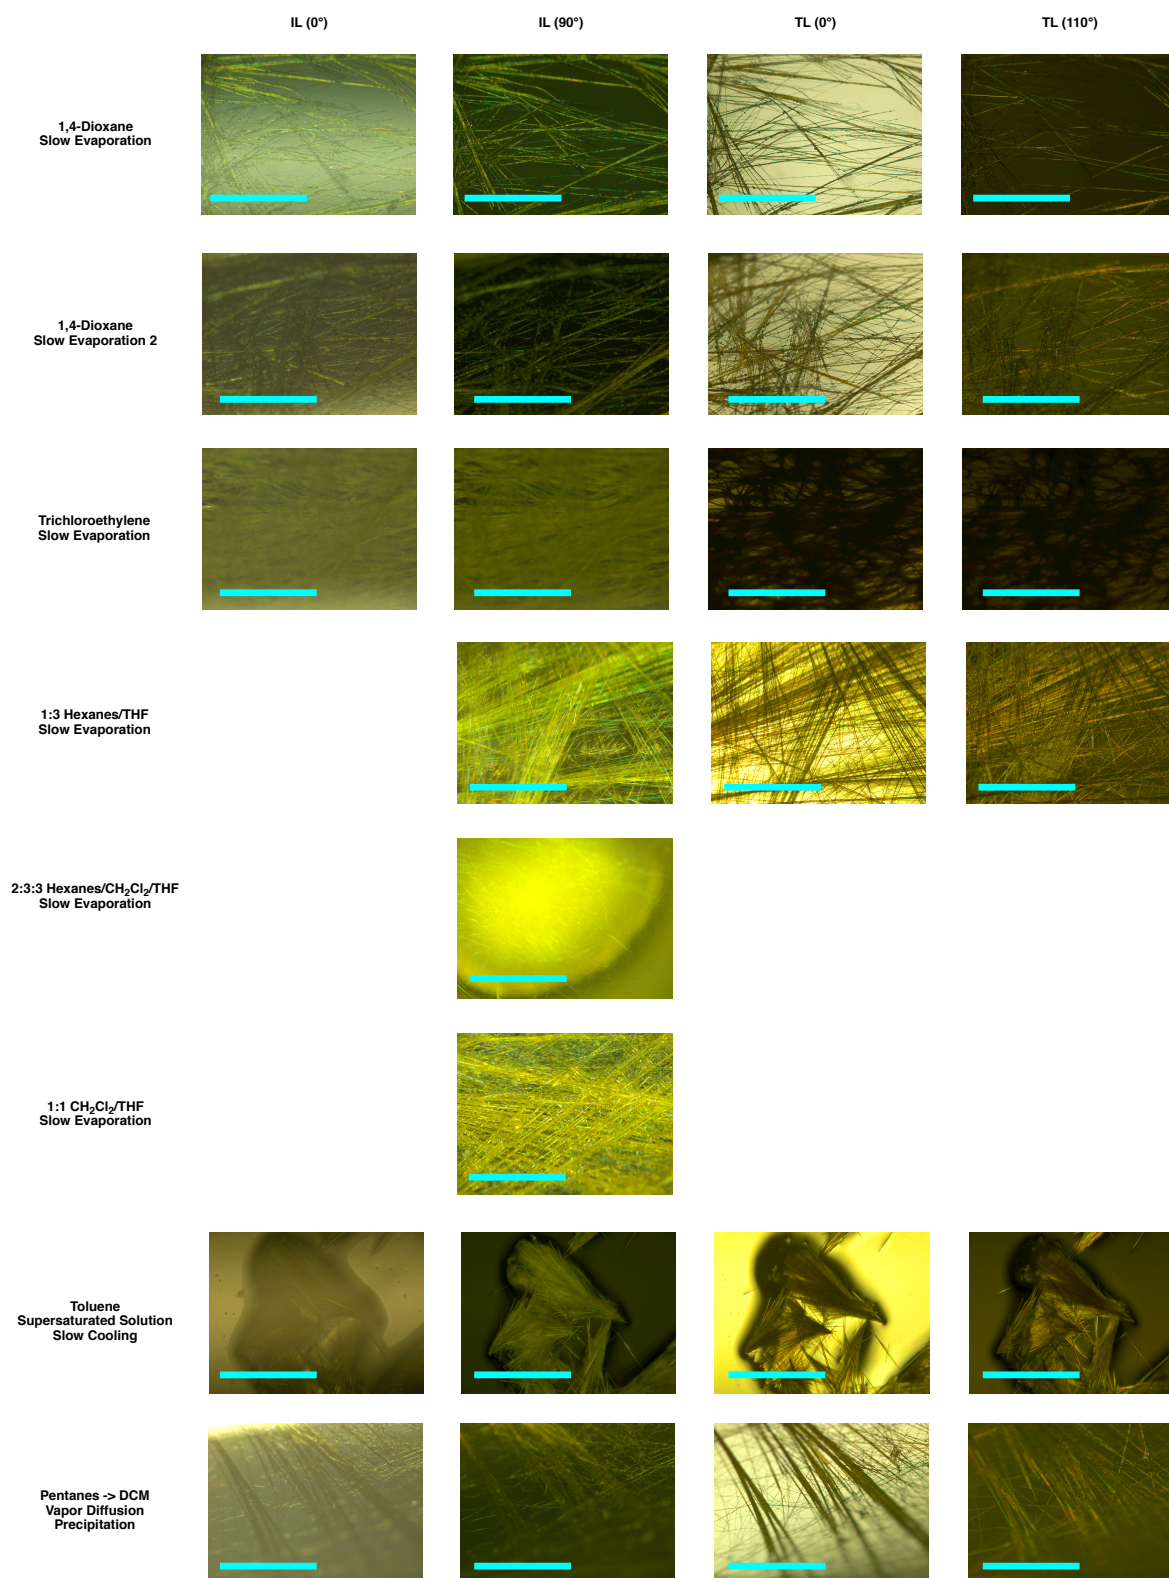 IL (0°) IL (90°) TL (0°) TL (110°)
1,4-Dioxane
Slow Evaporation
1,4-Dioxane
Slow Evaporation 2
Trichloroethylene
Slow Evaporation
1:3 Hexanes/THF
Slow Evaporation
2:3:3 Hexanes/CH₂Cl₂/THF
Slow Evaporation
1:1 CH₂Cl₂/THF
Slow Evaporation
Toluene
Supersaturated Solution
Slow Cooling
Pentanes -> DCM
Vapor Diffusion
Precipitation